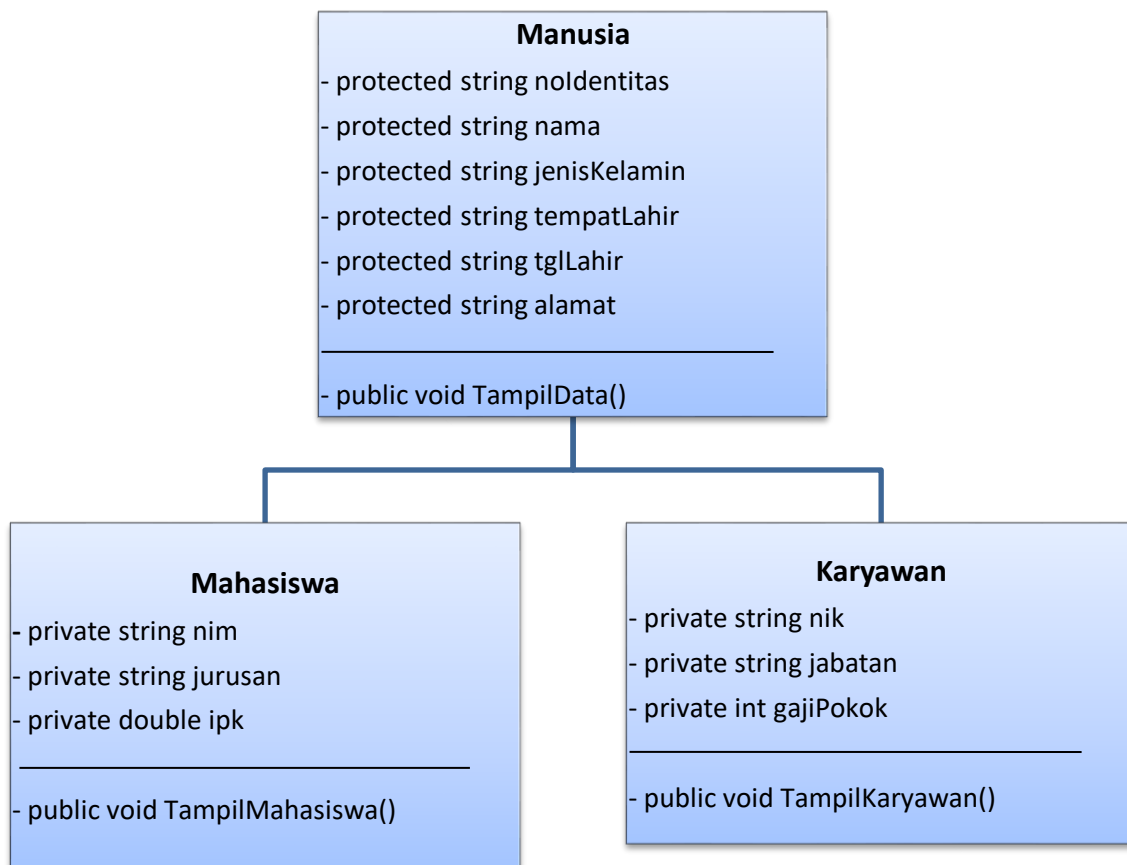 Manusia
- protected string noIdentitas
- protected string nama
- protected string jenisKelamin
- protected string tempatLahir
- protected string tglLahir
- protected string alamat
- public void TampilData()
Mahasiswa
- private string nim
- private string jurusan
- private double ipk
- public void TampilMahasiswa()
Karyawan
- private string nik
- private string jabatan
- private int gajiPokok
- public void TampilKaryawan()